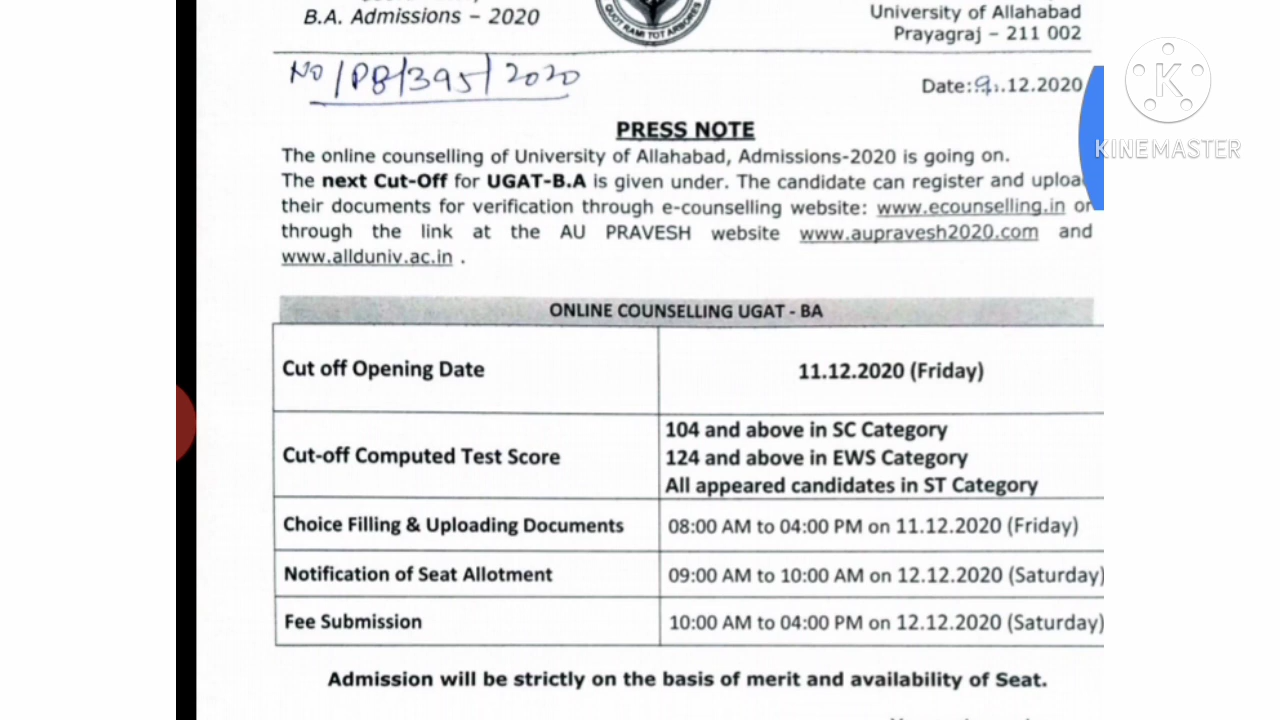 B.A. Admissions – 2020
QUOT RAMI TOT ARBORES
University of Allahabad
Prayagraj – 211 002
No/PB/395/2020
Date:9.12.2020
KINEMASTER
PRESS NOTE
The online counselling of University of Allahabad, Admissions-2020 is going on.
The next Cut-Off for UGAT-B.A is given under. The candidate can register and uploa
their documents for verification through e-counselling website: www.ecounselling.in or
through the link at the AU PRAVESH website www.aupravesh2020.com and
www.allduniv.ac.in .
ONLINE COUNSELLING UGAT - BA
Cut off Opening Date
11.12.2020 (Friday)
Cut-off Computed Test Score
104 and above in SC Category
124 and above in EWS Category
All appeared candidates in ST Category
Choice Filling & Uploading Documents
08:00 AM to 04:00 PM on 11.12.2020 (Friday)
Notification of Seat Allotment
09:00 AM to 10:00 AM on 12.12.2020 (Saturday)
Fee Submission
10:00 AM to 04:00 PM on 12.12.2020 (Saturday)
Admission will be strictly on the basis of merit and availability of Seat.